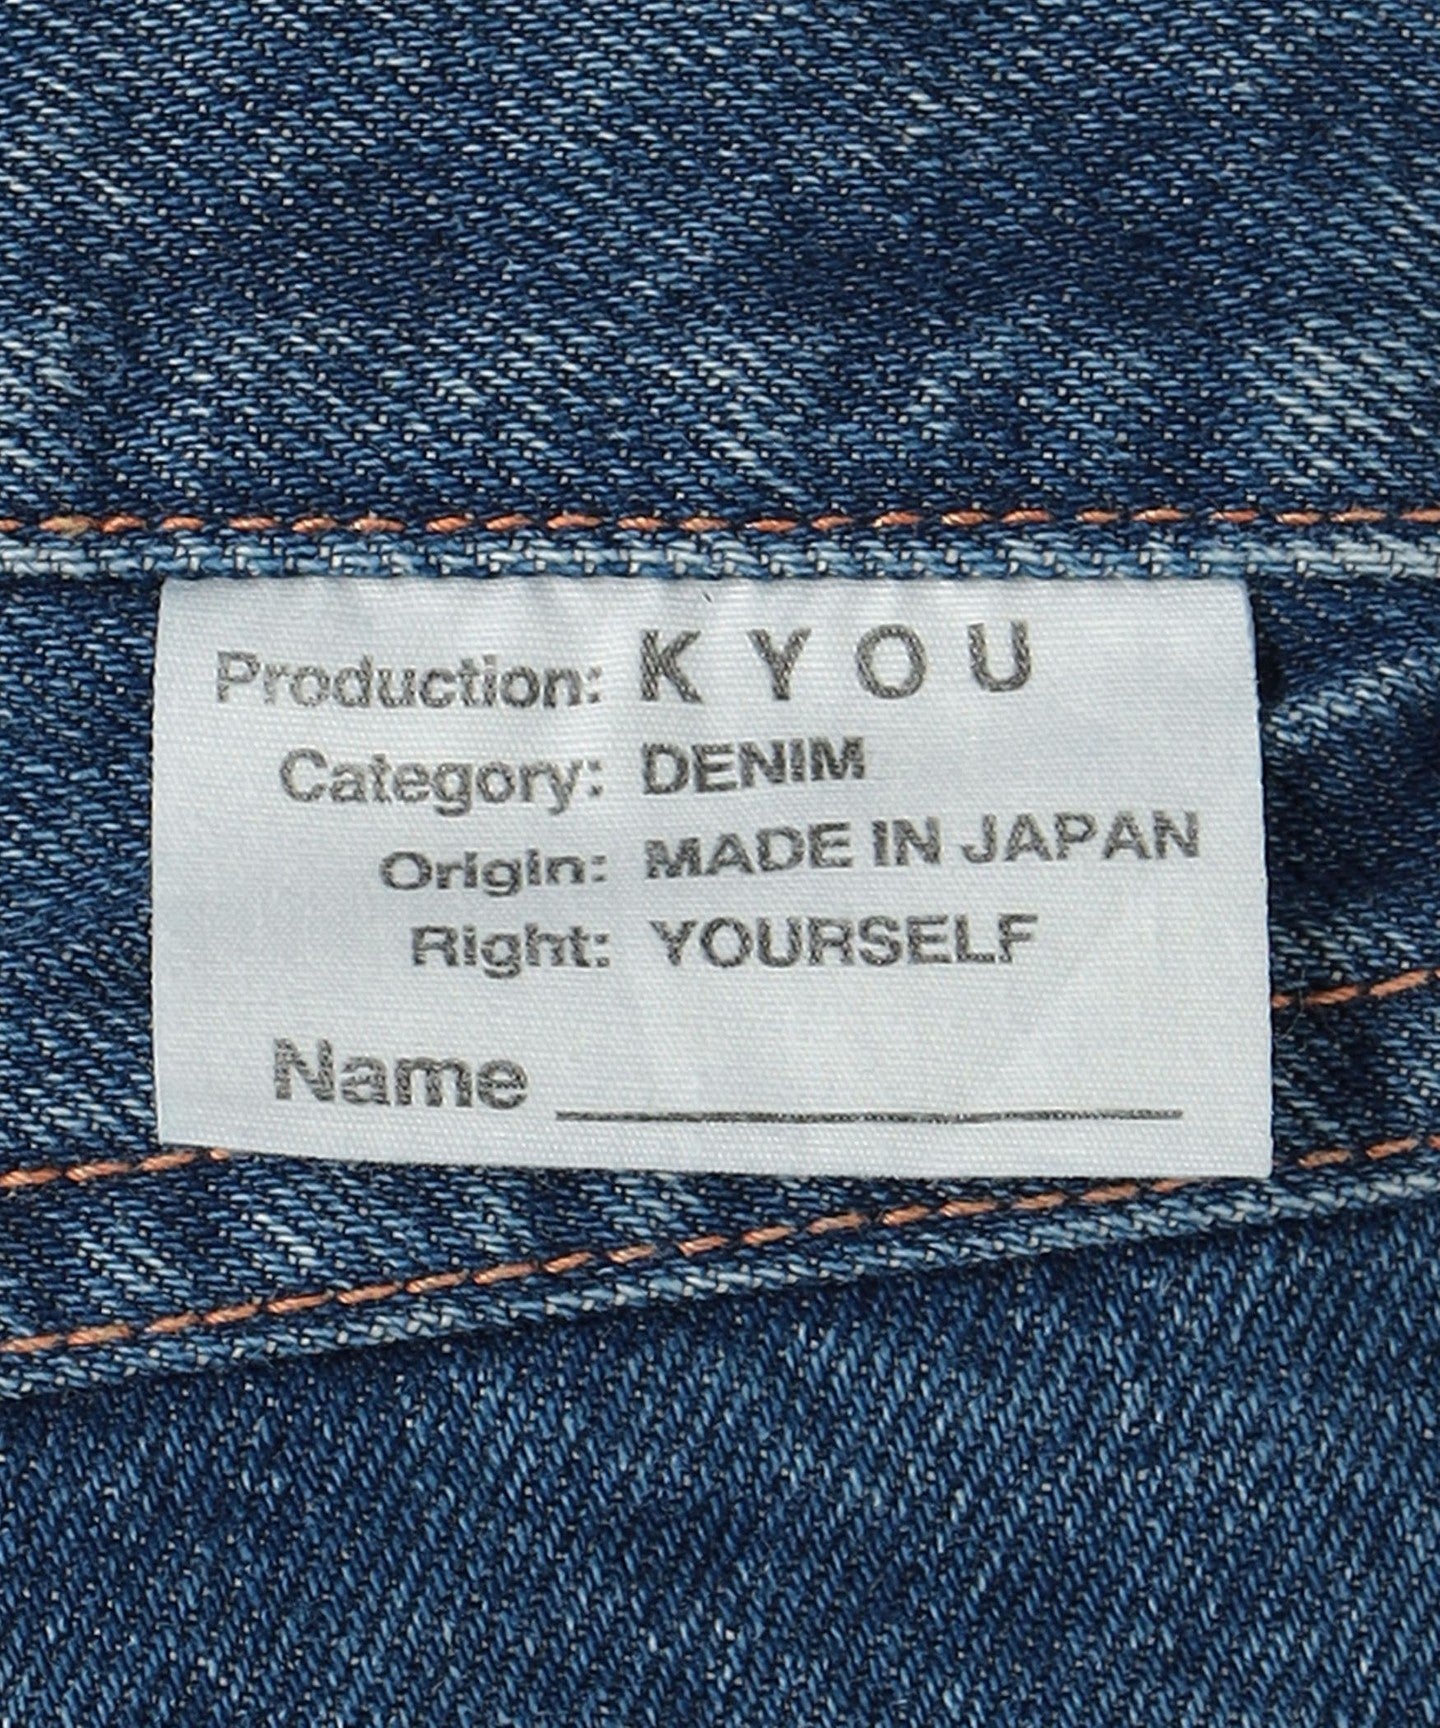 Production: K Y O U
Category: DENIM
Origin: MADE IN JAPAN
Right: YOURSELF
Name